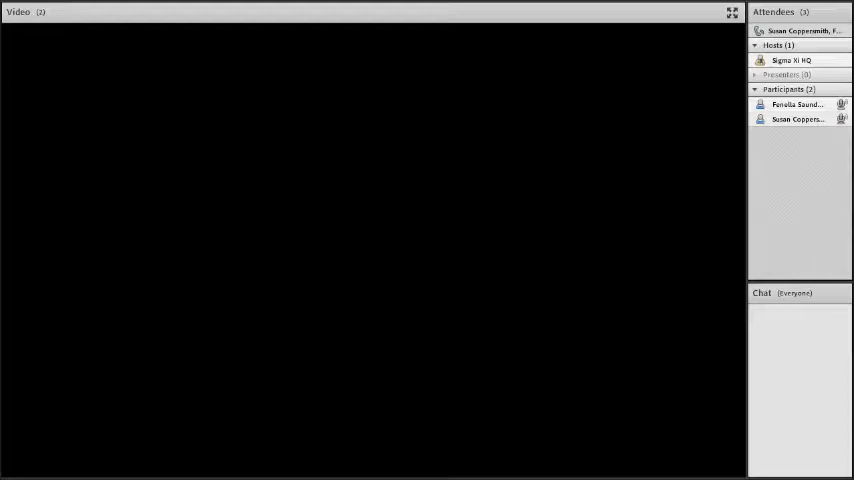 Video (2)
Attendees (3)
Susan Coppersmith, F...
Hosts (1)
Sigma Xi HQ
Presenters (0)
Participants (2)
Fenella Saund...
Susan Coppers...
Chat (Everyone)